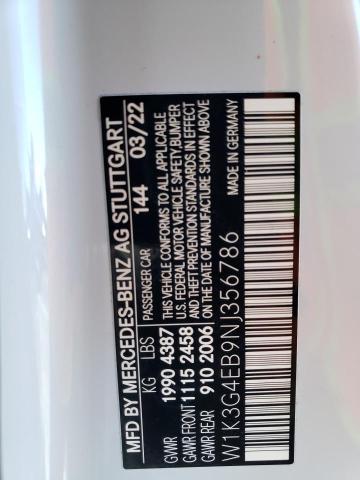 MFD BY MERCEDES-BENZ AG STUTTGART
KG LBS PASSENGER CAR 144 03/22
GVWR 1990 4387 THIS VEHICLE CONFORMS TO ALL APPLICABLE
GAWR FRONT 1115 2458 U.S. FEDERAL MOTOR VEHICLE SAFETY, BUMPER
GAWR REAR 910 2006 AND THEFT PREVENTION STANDARDS IN EFFECT
ON THE DATE OF MANUFACTURE SHOWN ABOVE
W1K3G4EB9NJ356786 MADE IN GERMANY